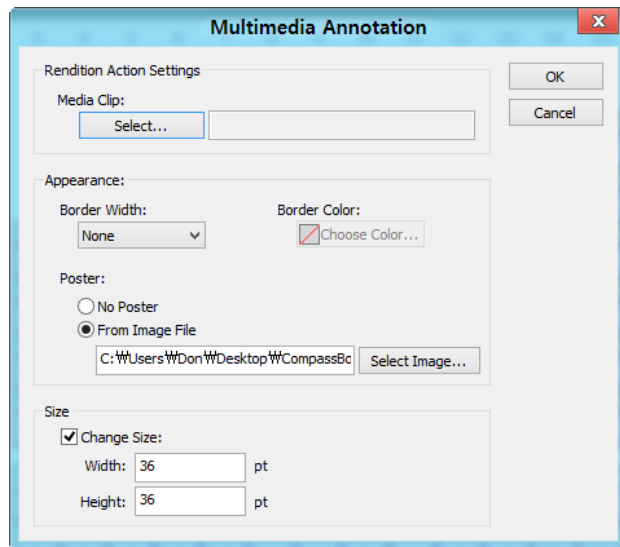 Multimedia Annotation
x
Rendition Action Settings
OK
Media Clip:
Cancel
Select...
Appearance:
Border Width:
Border Color:
None
Choose Color...
Poster:
No Poster
From Image File
C:₩Users₩Don₩Desktop₩CompassBc
Select Image...
Size
Change Size:
Width: 36 pt
Height: 36 pt